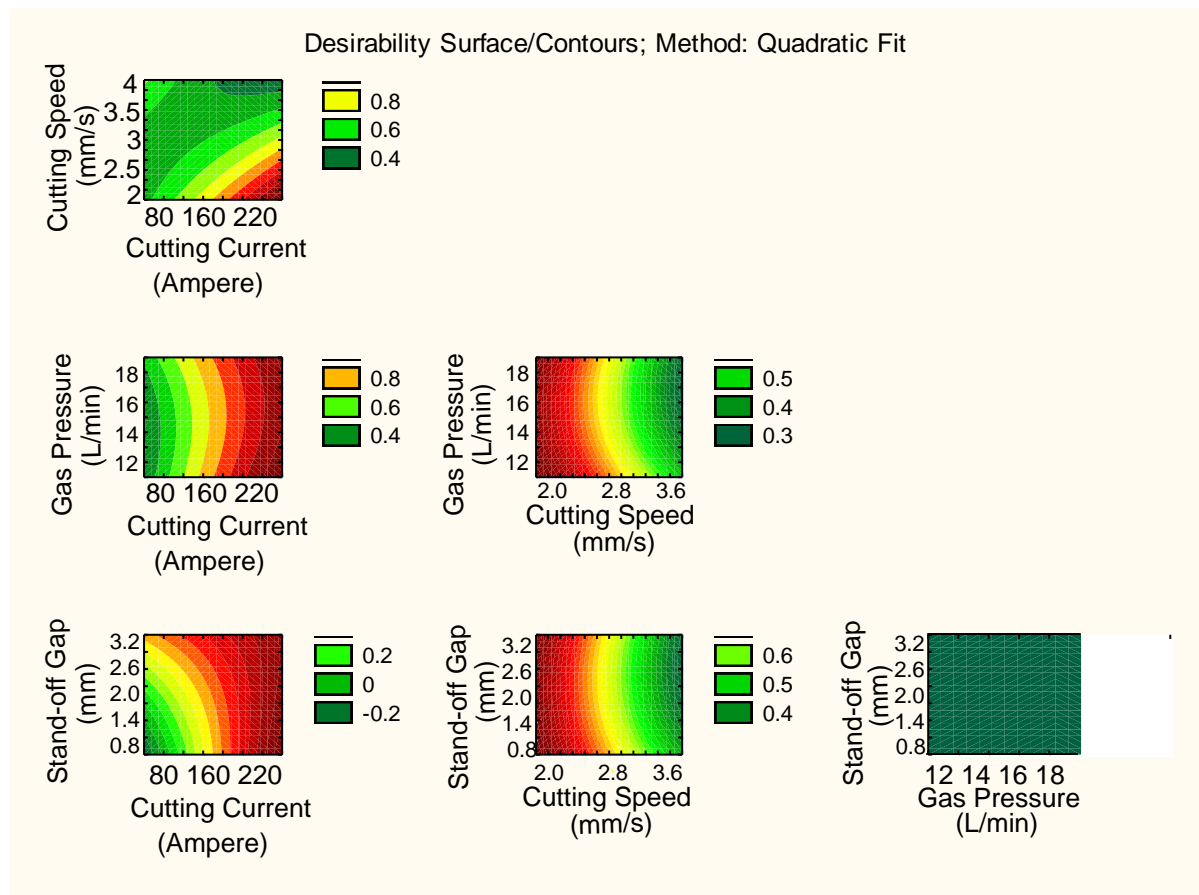 Desirability Surface/Contours; Method: Quadratic Fit
Cutting Speed
(mm/s)
4
3.5
3
2.5
2
80 160 220
Cutting Current
(Ampere)
0.8
0.6
0.4
Gas Pressure
(L/min)
18
16
14
12
80 160 220
Cutting Current
(Ampere)
0.8
0.6
0.4
Gas Pressure
(L/min)
18
16
14
12
2.0 2.8 3.6
Cutting Speed
(mm/s)
0.5
0.4
0.3
Stand-off Gap
(mm)
3.2
2.6
2.0
1.4
0.8
80 160 220
Cutting Current
(Ampere)
0.2
0
-0.2
Stand-off Gap
(mm)
3.2
2.6
2.0
1.4
0.8
2.0 2.8 3.6
Cutting Speed
(mm/s)
0.6
0.5
0.4
Stand-off Gap
(mm)
3.2
2.6
2.0
1.4
0.8
12 14 16 18
Gas Pressure
(L/min)